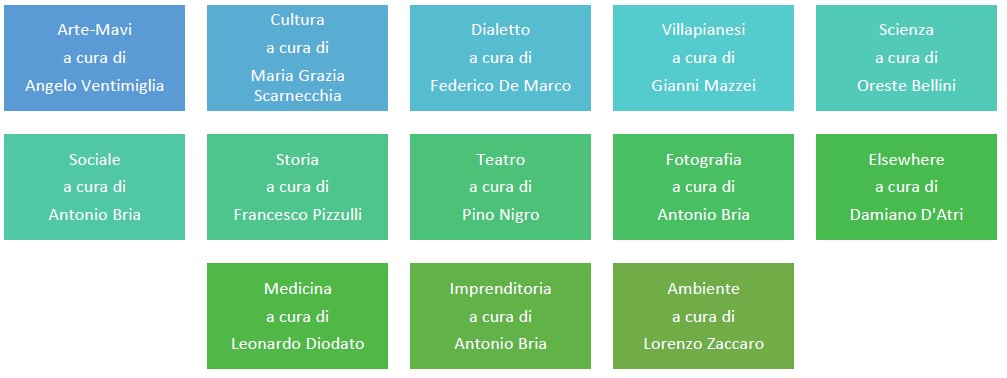 Arte-Mavi
a cura di
Angelo Ventimiglia
Cultura
a cura di
Maria Grazia
Scarnecchia
Dialetto
a cura di
Federico De Marco
Villapianesi
a cura di
Gianni Mazzei
Scienza
a cura di
Oreste Bellini
Sociale
a cura di
Antonio Bria
Storia
a cura di
Francesco Pizzulli
Teatro
a cura di
Pino Nigro
Fotografia
a cura di
Antonio Bria
Elsewhere
a cura di
Damiano D'Atri
Medicina
a cura di
Leonardo Diodato
Imprenditoria
a cura di
Antonio Bria
Ambiente
a cura di
Lorenzo Zaccaro